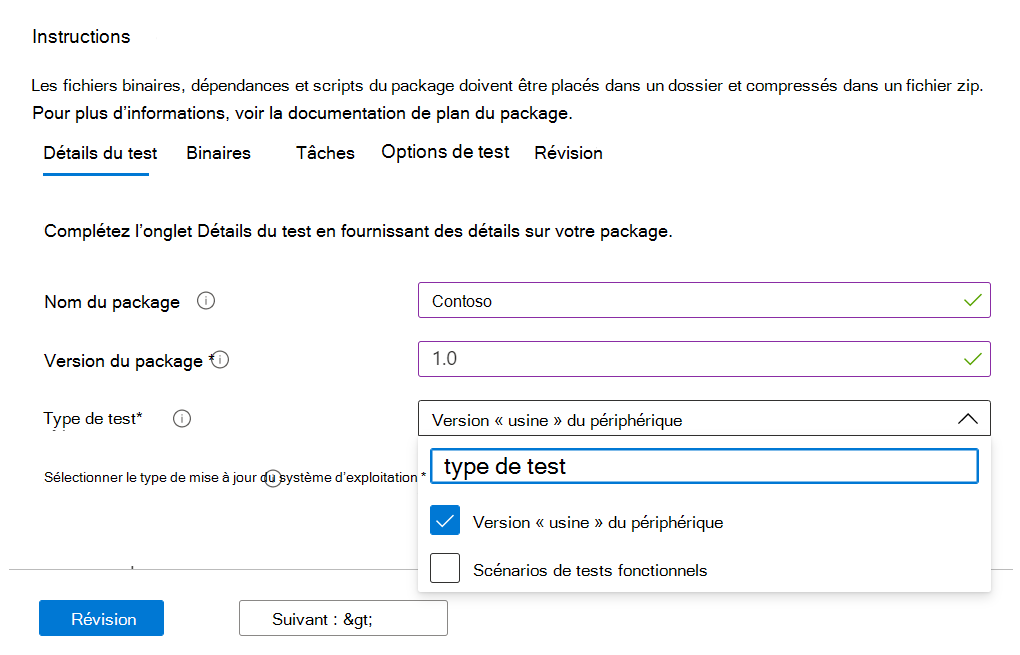 Instructions
Les fichiers binaires, dépendances et scripts du package doivent être placés dans un dossier et compressés dans un fichier zip.
Pour plus d’informations, voir la documentation de plan du package.
Détails du test Binaires Tâches Options de test Révision
Complétez l’onglet Détails du test en fournissant des détails sur votre package.
Nom du package Contoso
Version du package * 1.0
Type de test* Version « usine » du périphérique
type de test
Sélectionner le type de mise à jour du système d’exploitation *
Version « usine » du périphérique
Scénarios de tests fonctionnels
Révision Suivant : &gt;